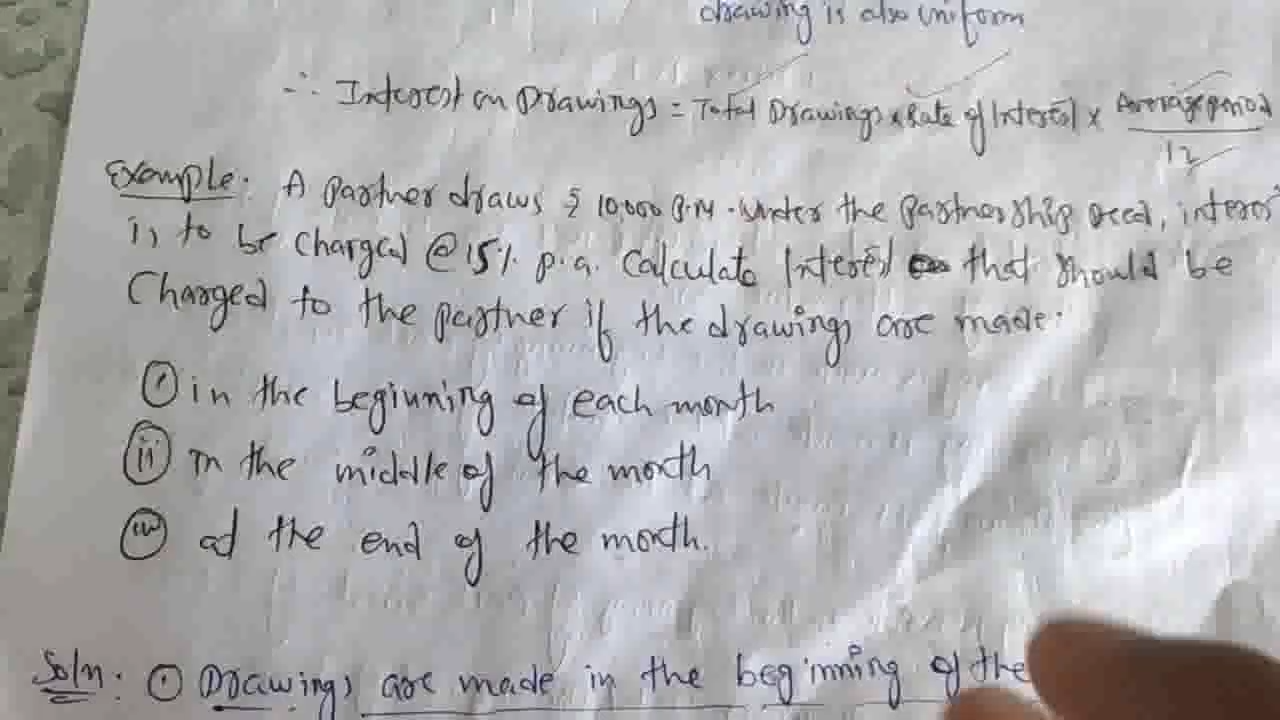 drawing is also uniform
∴ Interest on Drawings = Total Drawings × Rate of Interest × Average period
12
Example: A partner draws ₹ 10,000 P.M. under the partnership deed, interest
is to be charged @ 15% p.a. Calculate Interest that should be
Charged to the partner if the drawings are made:
(i) in the beginning of each month
(ii) in the middle of the month
(iii) at the end of the month.
Soln: (i) Drawings are made in the beginning of the